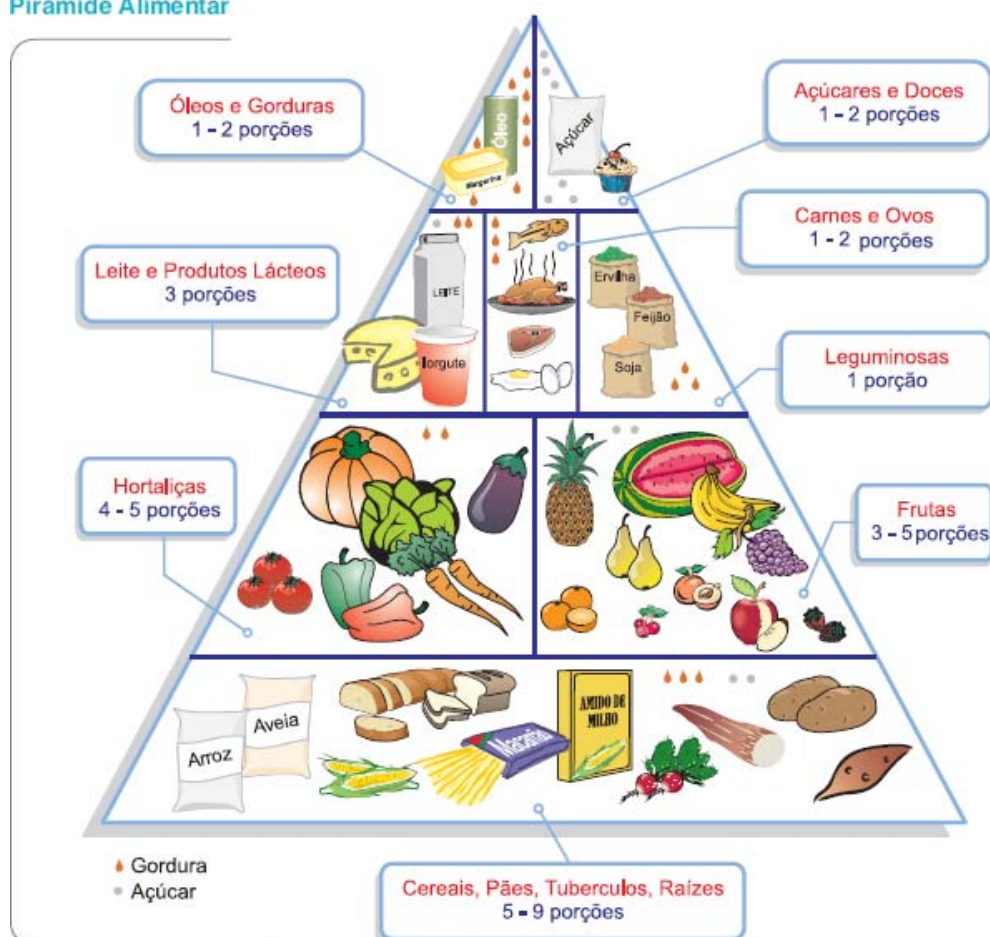 Pirâmide Alimentar
Óleos e Gorduras
1 - 2 porções
Açúcares e Doces
1 - 2 porções
Óleo
Margarina
Açúcar
Carnes e Ovos
1 - 2 porções
Leite e Produtos Lácteos
3 porções
LEITE
Iorgute
Ervilha
Feijão
Soja
Leguminosas
1 porção
Hortaliças
4 - 5 porções
Frutas
3 - 5 porções
Arroz
Aveia
Macarrão
AMIDO DE
MILHO
Gordura
Açúcar
Cereais, Pães, Tuberculos, Raízes
5 - 9 porções